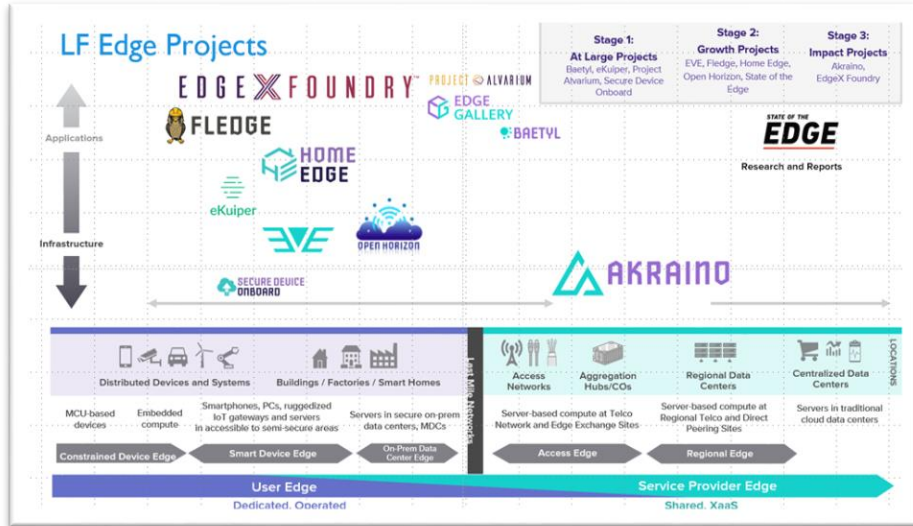 LF Edge Projects
Stage 1:
At Large Projects
Baetyl, eKuiper, Project
Alvarium, Secure Device
Onboard
Stage 2:
Growth Projects
EVE, Fledge, Home Edge,
Open Horizon, State of the
Edge
Stage 3:
Impact Projects
Akraino,
EdgeX Foundry
EDGE X FOUNDRY™
PROJECT ALVARIUM
EDGE
GALLERY
FLEDGE
BAETYL
STATE OF THE
EDGE
Research and Reports
Applications
HOME
EDGE
eKuiper
EVE
OPEN HORIZON
Infrastructure
SECURE DEVICE
ONBOARD
AKRAINO
Distributed Devices and Systems
Buildings / Factories / Smart Homes
Last Mile Networks
Access
Networks
Aggregation
Hubs/COs
Regional Data
Centers
Centralized Data
Centers
LOCATIONS
MCU-based
devices
Embedded
compute
Smartphones, PCs, ruggedized
IoT gateways and servers
in accessible to semi-secure areas
Servers in secure on-prem
data centers, MDCs
Server-based compute at Telco
Network and Edge Exchange Sites
Server-based compute at
Regional Telco and Direct
Peering Sites
Servers in traditional
cloud data centers
Constrained Device Edge
Smart Device Edge
On-Prem Data
Center Edge
Access Edge
Regional Edge
User Edge
Service Provider Edge
Dedicated, Operated
Shared, XaaS